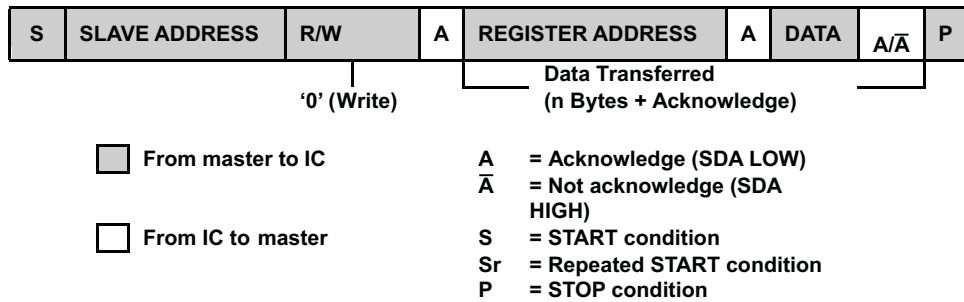 S SLAVE ADDRESS R/W A REGISTER ADDRESS A DATA A/A̅ P
‘0’ (Write)
Data Transferred
(n Bytes + Acknowledge)
From master to IC
From IC to master
A = Acknowledge (SDA LOW)
A̅ = Not acknowledge (SDA
HIGH)
S = START condition
Sr = Repeated START condition
P = STOP condition